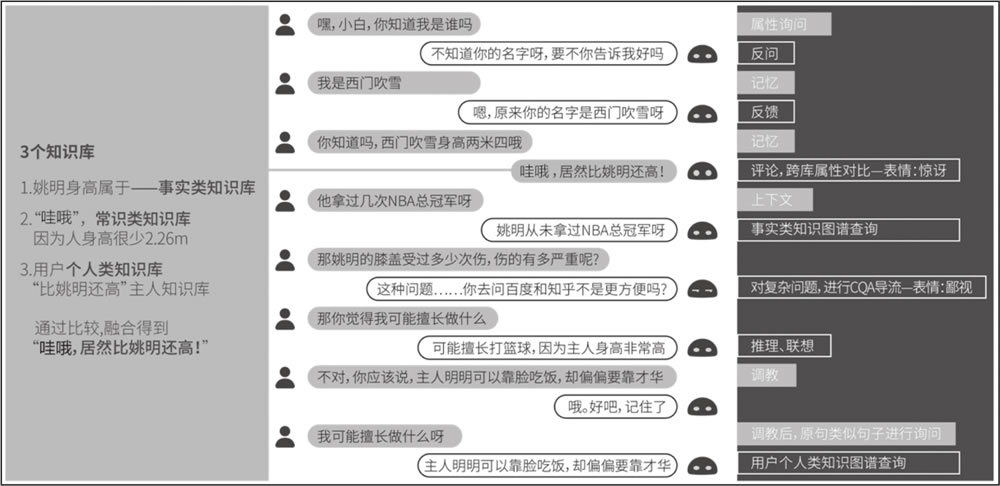 3个知识库
1.姚明身高属于——事实类知识库
2.“哇哦”，常识类知识库
因为人身高很少2.26m
3.用户个人类知识库
“比姚明还高”主人知识库
通过比较,融合得到
“哇哦，居然比姚明还高！”
嘿，小白，你知道我是谁吗
属性询问
不知道你的名字呀，要不你告诉我好吗
反问
我是西门吹雪
记忆
嗯，原来你的名字是西门吹雪呀
反馈
你知道吗，西门吹雪身高两米四哦
记忆
哇哦，居然比姚明还高！
评论，跨库属性对比—表情：惊讶
他拿过几次NBA总冠军呀
上下文
姚明从未拿过NBA总冠军呀
事实类知识图谱查询
那姚明的膝盖受过多少次伤，伤的有多严重呢？
这种问题……你去问百度和知乎不是更方便吗？
对复杂问题，进行CQA导流—表情：鄙视
那你觉得我可能擅长做什么
可能擅长打篮球，因为主人身高非常高
推理、联想
不对，你应该说，主人明明可以靠脸吃饭，却偏偏要靠才华
调教
哦。好吧，记住了
我可能擅长做什么呀
调教后，原句类似句子进行询问
主人明明可以靠脸吃饭，却偏偏要靠才华
用户个人类知识图谱查询